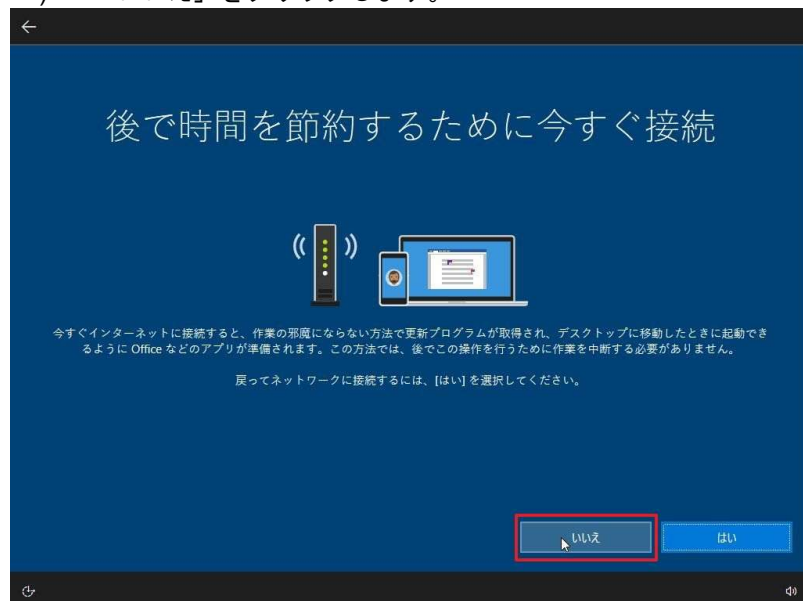 後で時間を節約するために今すぐ接続
今すぐインターネットに接続すると、作業の邪魔にならない方法で更新プログラムが取得され、デスクトップに移動したときに起動でき
るように Office などのアプリが準備されます。この方法では、後でこの操作を行うために作業を中断する必要がありません。
戻ってネットワークに接続するには、[はい] を選択してください。
いいえ
はい